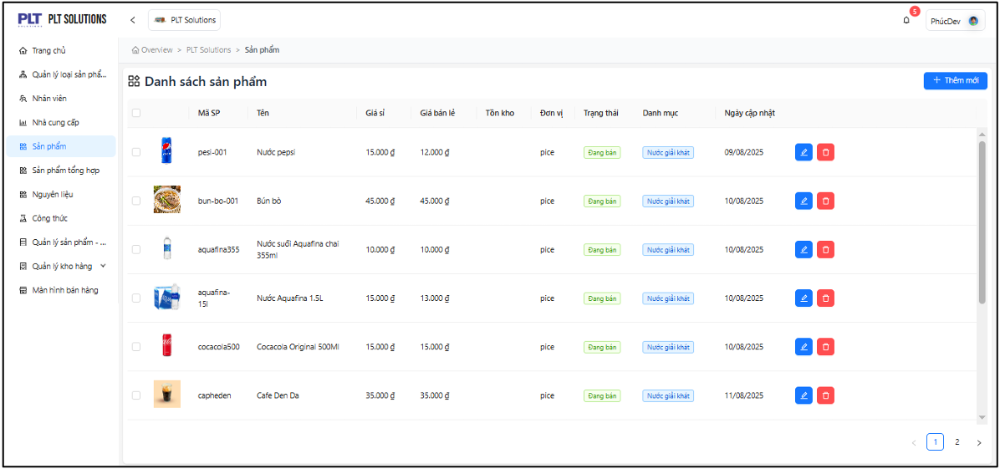 PLT SOLUTIONS
SOLUTIONS
PLT Solutions
5
PhúcDev
Trang chủ
Quản lý loại sản phẩ...
Nhân viên
Nhà cung cấp
Sản phẩm
Sản phẩm tổng hợp
Nguyên liệu
Công thức
Quản lý sản phẩm - ...
Quản lý kho hàng
Màn hình bán hàng
Overview > PLT Solutions > Sản phẩm
Danh sách sản phẩm
+ Thêm mới
Mã SP Tên Giá sỉ Giá bán lẻ Tồn kho Đơn vị Trạng thái Danh mục Ngày cập nhật
pesi-001 Nước pepsi 15.000 ₫ 12.000 ₫ pice Đang bán Nước giải khát 09/08/2025
bun-bo-001 Bún bò 45.000 ₫ 45.000 ₫ pice Đang bán Nước giải khát 10/08/2025
aquafina355 Nước suối Aquafina chai 10.000 ₫ 10.000 ₫ pice Đang bán Nước giải khát 10/08/2025
355ml
aquafina- Nước Aquafina 1.5L 15.000 ₫ 13.000 ₫ pice Đang bán Nước giải khát 10/08/2025
15l
cocacola500 Cocacola Original 500Ml 15.000 ₫ 15.000 ₫ pice Đang bán Nước giải khát 10/08/2025
capheden Cafe Den Da 35.000 ₫ 35.000 ₫ pice Đang bán Nước giải khát 11/08/2025
< 1 2 >